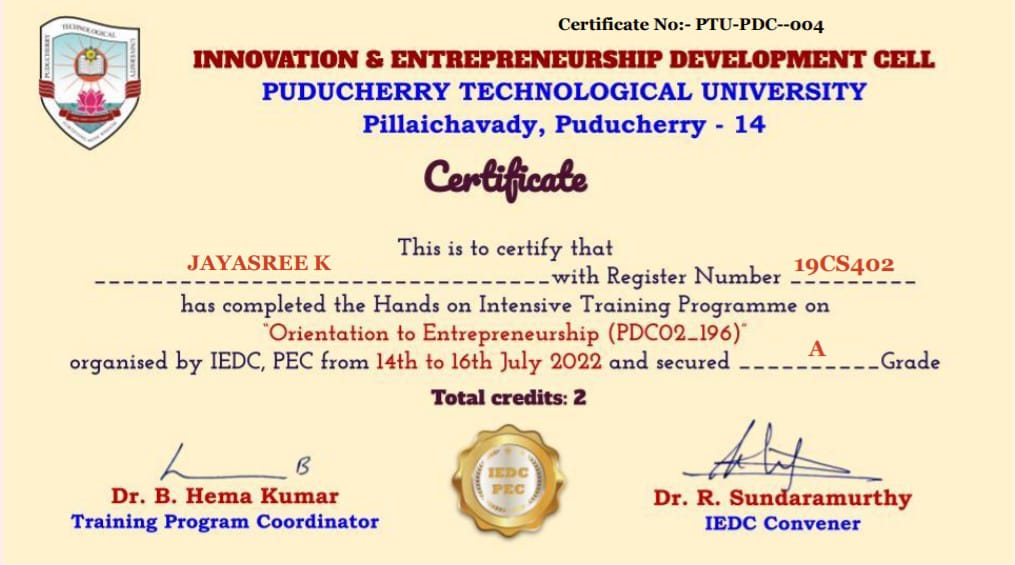 Certificate No:- PTU-PDC--004
TECHNOLOGICAL
PUDUCHERRY
UNIVERSITY
INNOVATION & ENTREPRENEURSHIP DEVELOPMENT CELL
PUDUCHERRY TECHNOLOGICAL UNIVERSITY
Pillaichavady, Puducherry - 14
Certificate
This is to certify that
JAYASREE K with Register Number 19CS402
has completed the Hands on Intensive Training Programme on
"Orientation to Entrepreneurship (PDC02_196)"
organised by IEDC, PEC from 14th to 16th July 2022 and secured A Grade
Total credits: 2
IEDC
PEC
Dr. B. Hema Kumar
Training Program Coordinator
Dr. R. Sundaramurthy
IEDC Convener